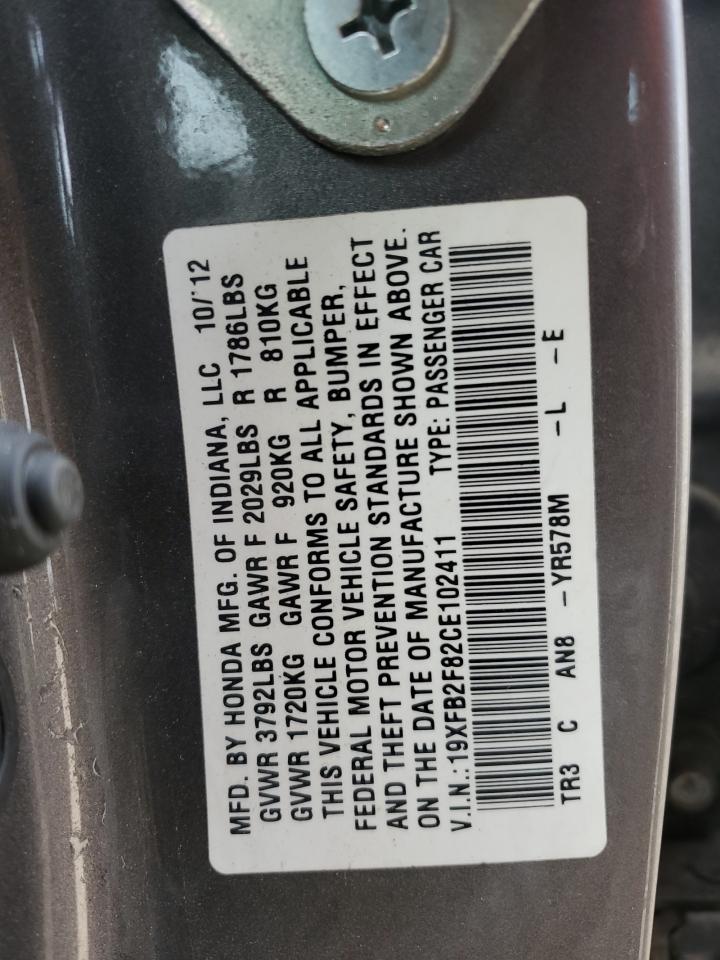 MFD. BY HONDA MFG. OF INDIANA, LLC 10/'12
GVWR 3792LBS GAWR F 2029LBS R 1786LBS
GVWR 1720KG GAWR F 920KG R 810KG
THIS VEHICLE CONFORMS TO ALL APPLICABLE
FEDERAL MOTOR VEHICLE SAFETY, BUMPER,
AND THEFT PREVENTION STANDARDS IN EFFECT
ON THE DATE OF MANUFACTURE SHOWN ABOVE.
V.I.N.:19XFB2F82CE102411 TYPE: PASSENGER CAR
TR3 C AN8 -YR578M -L -E